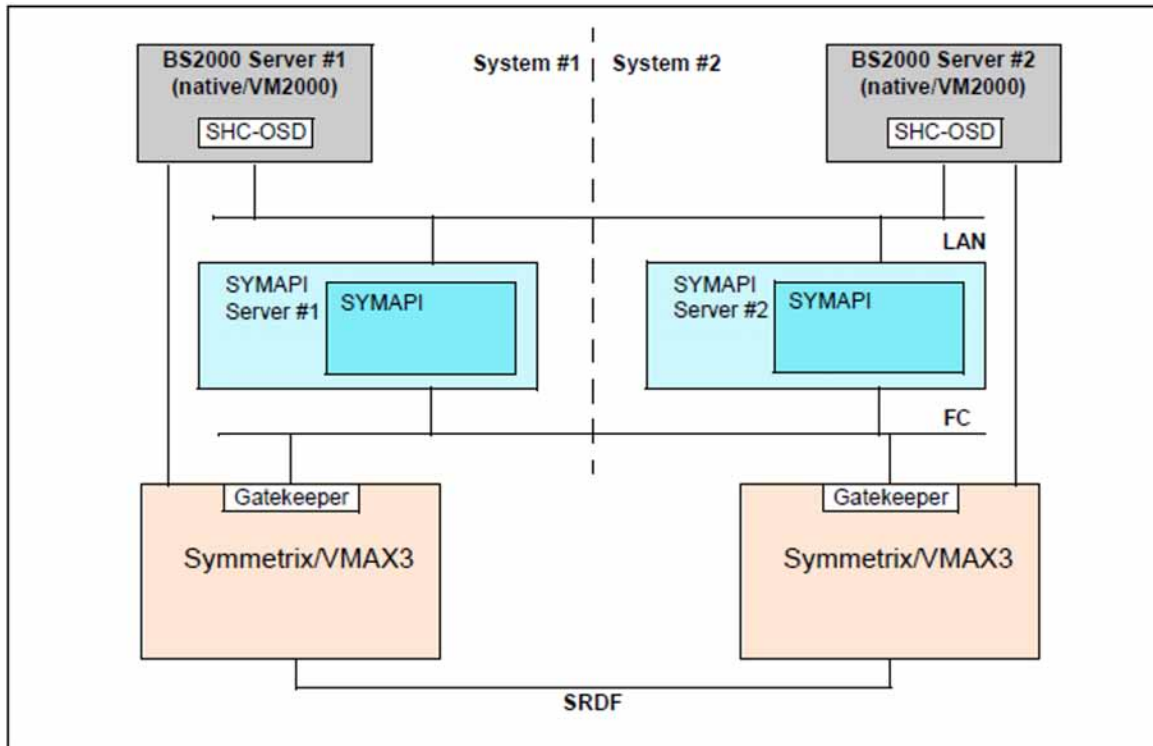 BS2000 Server #1
(native/VM2000)
SHC-OSD
System #1
System #2
BS2000 Server #2
(native/VM2000)
SHC-OSD
LAN
SYMAPI
Server #1
SYMAPI
SYMAPI
Server #2
SYMAPI
FC
Gatekeeper
Symmetrix/VMAX3
Gatekeeper
Symmetrix/VMAX3
SRDF